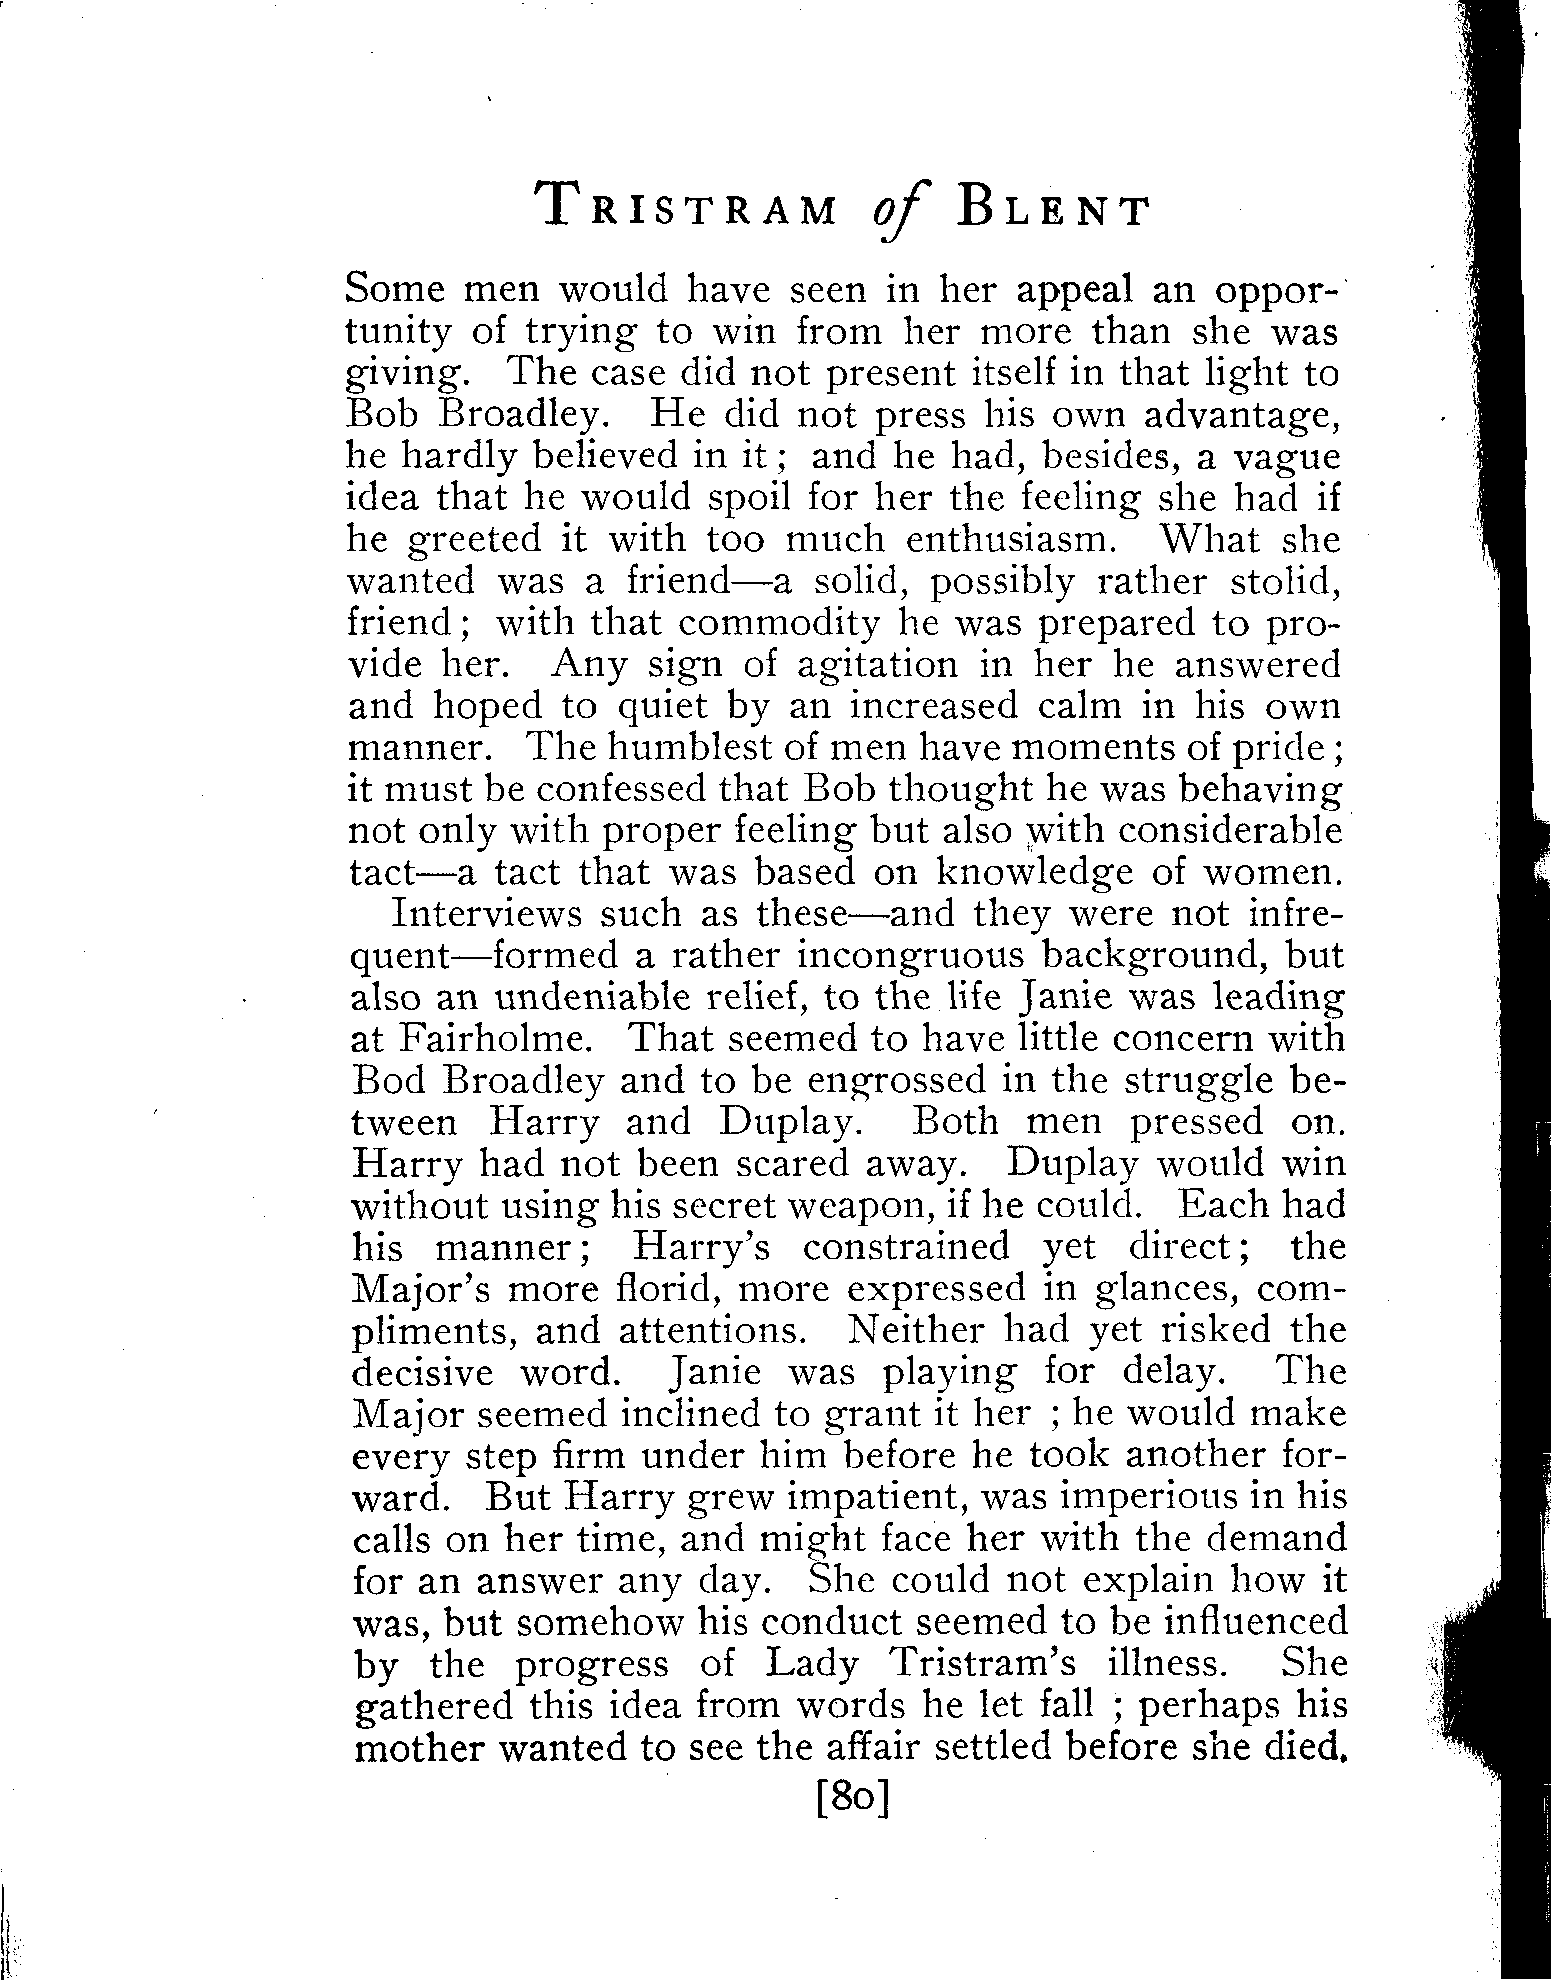 Tristram of Blent
Some men would have seen in her appeal an oppor-
tunity of trying to win from her more than she was
giving. The case did not present itself in that light to
Bob Broadley. He did not press his own advantage,
he hardly believed in it; and he had, besides, a vague
idea that he would spoil for her the feeling she had if
he greeted it with too much enthusiasm. What she
wanted was a friend—a solid, possibly rather stolid,
friend; with that commodity he was prepared to pro-
vide her. Any sign of agitation in her he answered
and hoped to quiet by an increased calm in his own
manner. The humblest of men have moments of pride;
it must be confessed that Bob thought he was behaving
not only with proper feeling but also with considerable
tact—a tact that was based on knowledge of women.
Interviews such as these—and they were not infre-
quent—formed a rather incongruous background, but
also an undeniable relief, to the life Janie was leading
at Fairholme. That seemed to have little concern with
Bod Broadley and to be engrossed in the struggle be-
tween Harry and Duplay. Both men pressed on.
Harry had not been scared away. Duplay would win
without using his secret weapon, if he could. Each had
his manner; Harry's constrained yet direct; the
Major's more florid, more expressed in glances, com-
pliments, and attentions. Neither had yet risked the
decisive word. Janie was playing for delay. The
Major seemed inclined to grant it her ; he would make
every step firm under him before he took another for-
ward. But Harry grew impatient, was imperious in his
calls on her time, and might face her with the demand
for an answer any day. She could not explain how it
was, but somehow his conduct seemed to be influenced
by the progress of Lady Tristram's illness. She
gathered this idea from words he let fall ; perhaps his
mother wanted to see the affair settled before she died.
[80]